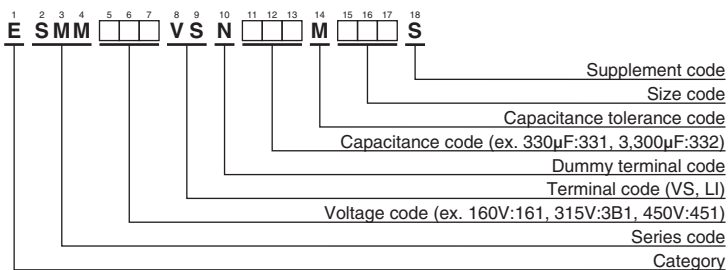 1 2 3 4 5 6 7 8 9 10 11 12 13 14 15 16 17 18
E S M M V S N M S
Supplement code
Size code
Capacitance tolerance code
Capacitance code (ex. 330µF:331, 3,300µF:332)
Dummy terminal code
Terminal code (VS, LI)
Voltage code (ex. 160V:161, 315V:3B1, 450V:451)
Series code
Category